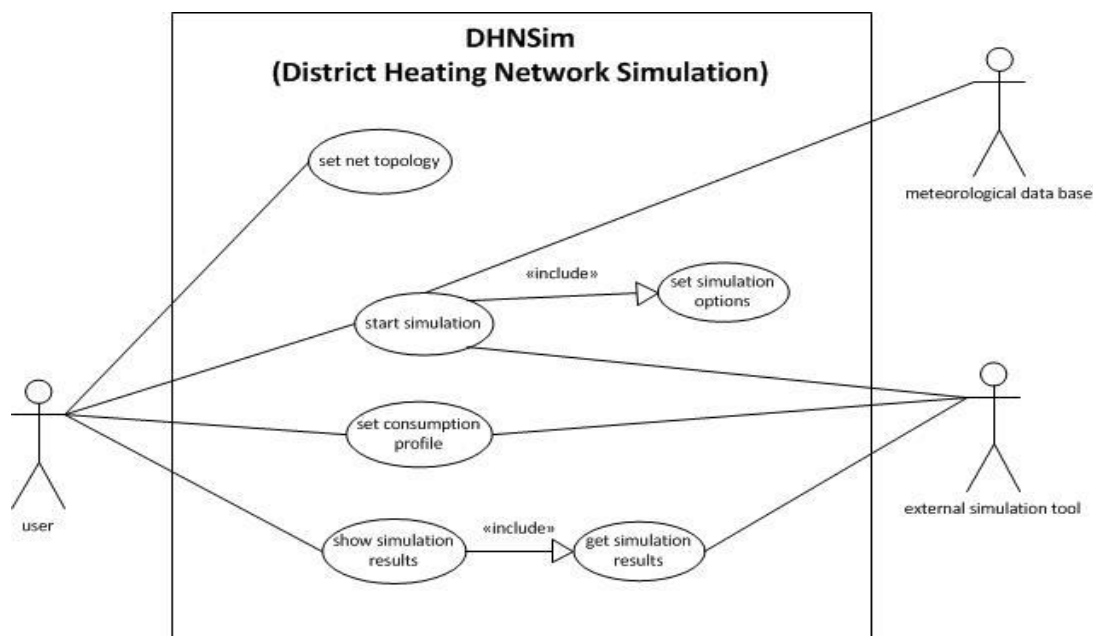 DHNSim
(District Heating Network Simulation)
set net topology
meteorological data base
«include»
set simulation
options
start simulation
set consumption
profile
user
external simulation tool
«include»
show simulation
results
get simulation
results